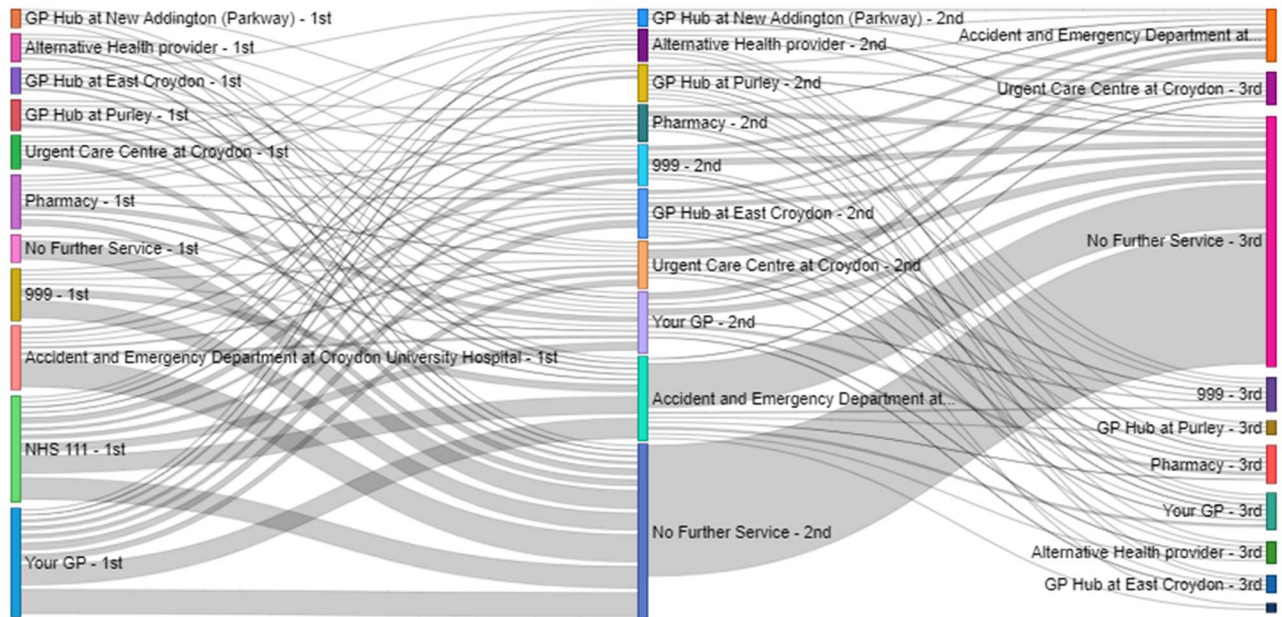 GP Hub at New Addington (Parkway) - 1st
Alternative Health provider - 1st
GP Hub at East Croydon - 1st
GP Hub at Purley - 1st
Urgent Care Centre at Croydon - 1st
Pharmacy - 1st
No Further Service - 1st
999 - 1st
Accident and Emergency Department at Croydon University Hospital - 1st
NHS 111 - 1st
Your GP - 1st
GP Hub at New Addington (Parkway) - 2nd
Alternative Health provider - 2nd
GP Hub at Purley - 2nd
Pharmacy - 2nd
999 - 2nd
GP Hub at East Croydon - 2nd
Urgent Care Centre at Croydon - 2nd
Your GP - 2nd
Accident and Emergency Department at...
No Further Service - 2nd
Accident and Emergency Department at...
Urgent Care Centre at Croydon - 3rd
No Further Service - 3rd
999 - 3rd
GP Hub at Purley - 3rd
Pharmacy - 3rd
Your GP - 3rd
Alternative Health provider - 3rd
GP Hub at East Croydon - 3rd